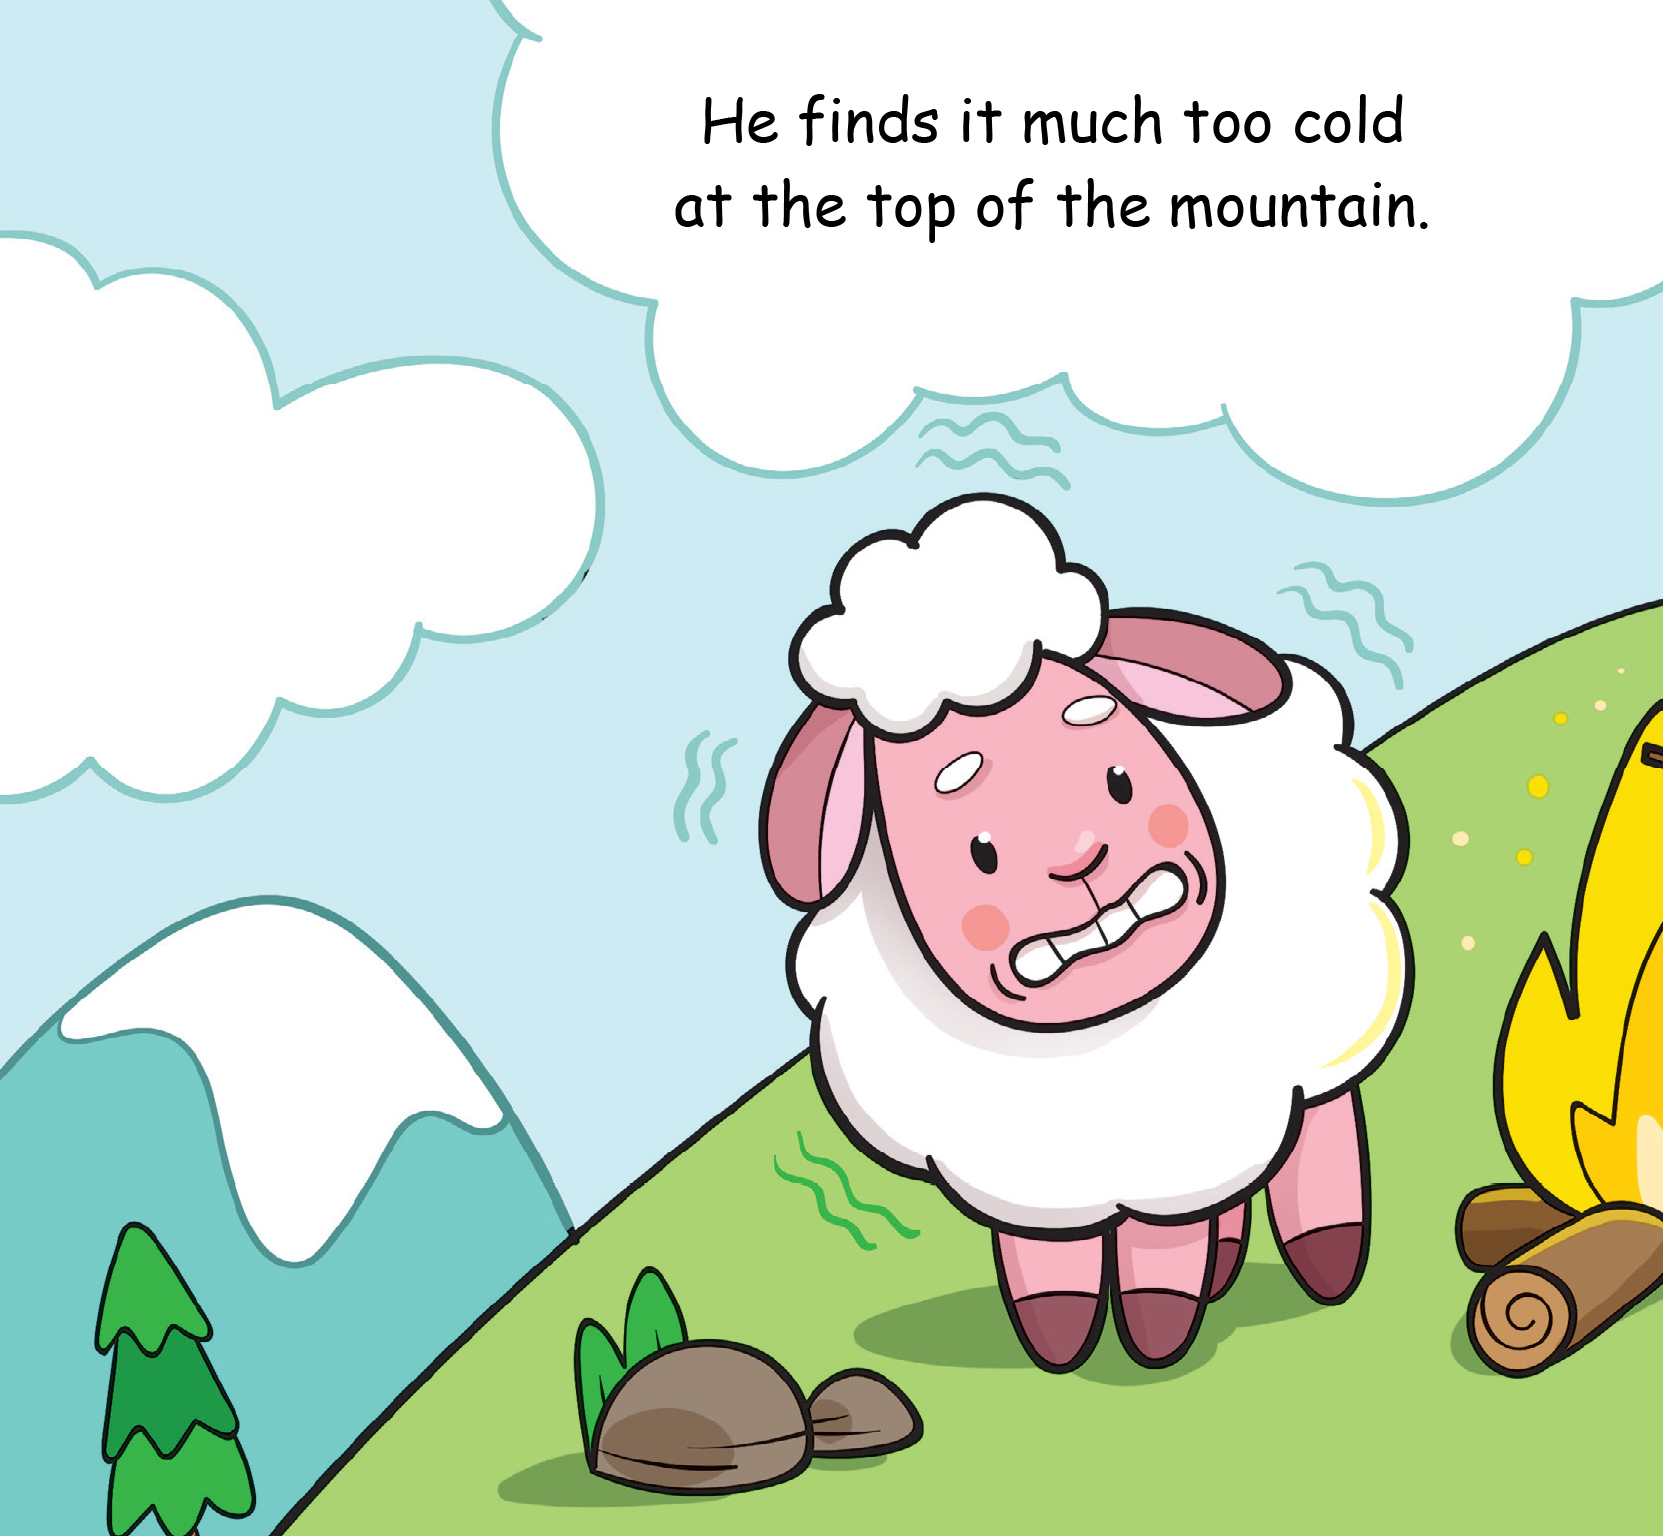 He finds it much too cold
at the top of the mountain.